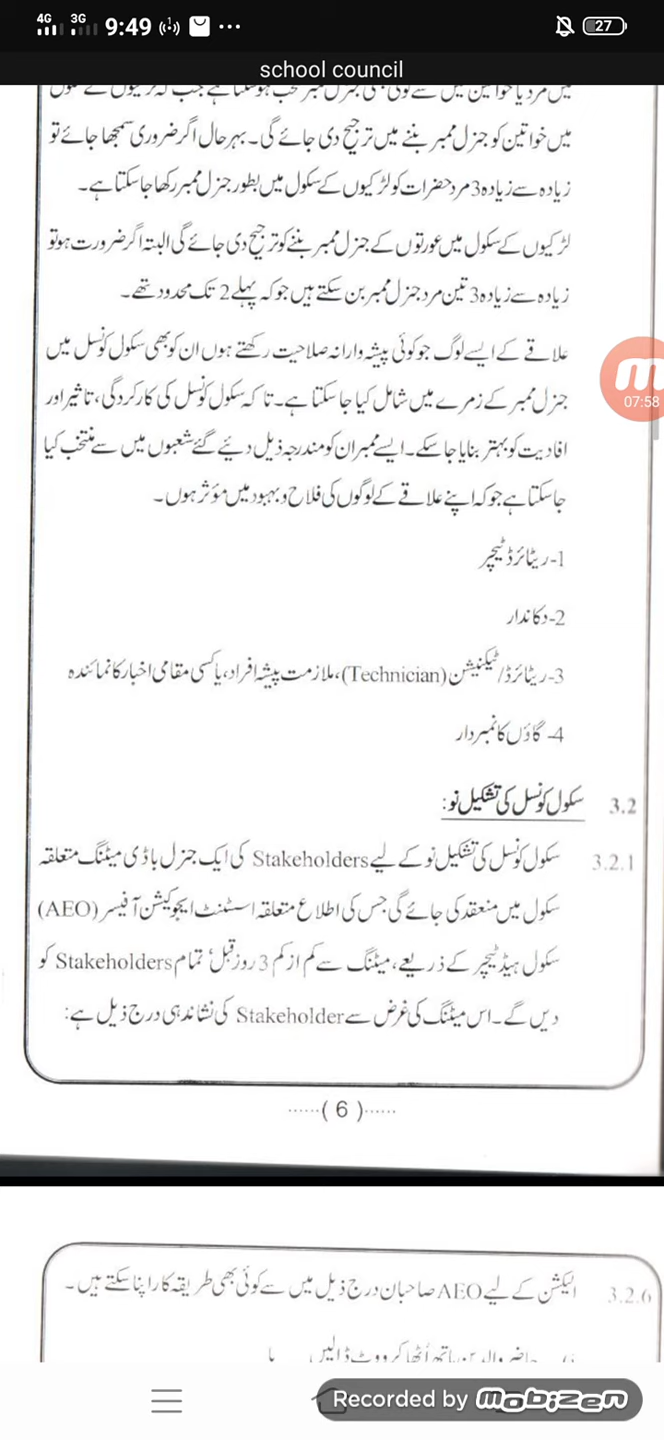 4G 3G 9:49 27
school council
میں خواتین کو جنرل ممبر بننے میں ترجیح دی جائے گی۔ بہرحال اگر ضروری سمجھا جائے تو
زیادہ سے زیادہ 3 مرد حضرات کو لڑکیوں کے سکول میں بطور جنرل ممبر رکھا جا سکتا ہے۔
لڑکیوں کے سکول میں عورتوں کے جنرل ممبر بننے کو ترجیح دی جائے گی البتہ اگر ضرورت ہو تو
زیادہ سے زیادہ 3 تین مرد جنرل ممبر بن سکتے ہیں جو کہ پہلے 2 تک محدود تھے۔
علاقے کے ایسے لوگ جو کوئی پیشہ وارانہ صلاحیت رکھتے ہوں ان کو بھی سکول کونسل میں
جنرل ممبر کے زمرے میں شامل کیا جا سکتا ہے۔ تاکہ سکول کونسل کی کارکردگی، تاثیر اور
افادیت کو بہتر بنایا جا سکے۔ ایسے ممبران کو مندرجہ ذیل دیئے گئے شعبوں میں سے منتخب کیا
جا سکتا ہے جو کہ اپنے علاقے کے لوگوں کی فلاح و بہبود میں مؤثر ہوں۔
07:58
1- ریٹائرڈ ٹیچر
2- دکاندار
3- ریٹائرڈ/ٹیکنیشن (Technician)، ملازمت پیشہ افراد، یا کسی مقامی اخبار کا نمائندہ
4- گاؤں کا نمبردار
3.2 سکول کونسل کی تشکیل نو:
3.2.1 سکول کونسل کی تشکیل نو کے لیے Stakeholders کی ایک جنرل باڈی میٹنگ متعلقہ
سکول میں منعقد کی جائے گی جس کی اطلاع متعلقہ اسسٹنٹ ایجوکیشن آفیسر (AEO)
سکول ہیڈ ٹیچر کے ذریعے، میٹنگ سے کم از کم 3 روز قبل تمام Stakeholders کو
دیں گے۔ اس میٹنگ کی غرض سے Stakeholder کی نشاندہی درج ذیل ہے:
......( 6 )......
3.2.6 الیکشن کے لیے AEO صاحبان درج ذیل میں سے کوئی بھی طریقہ کار اپنا سکتے ہیں۔
Recorded by mobizen